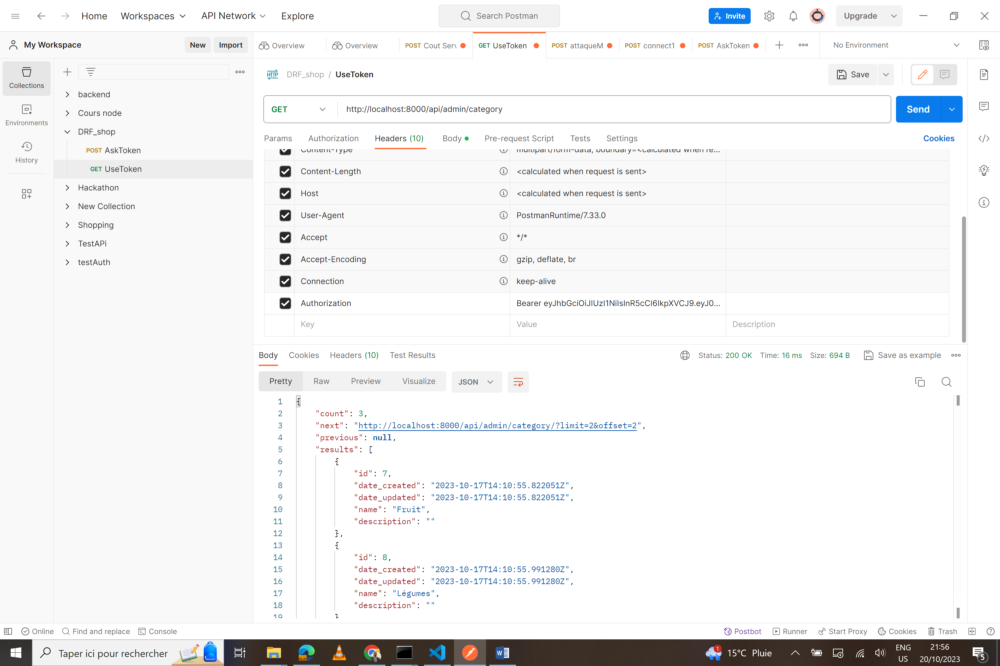 Home Workspaces API Network Explore Search Postman Invite Upgrade
My Workspace New Import Overview Overview POST Cout Serv GET UseToken POST attaqueM POST connect1 POST AskToken No Environment
Collections
Environments
History
backend
Cours node
DRF_shop
POST AskToken
GET UseToken
Hackathon
New Collection
Shopping
TestAPi
testAuth
HTTP DRF_shop / UseToken Save
GET http://localhost:8000/api/admin/category Send
Params Authorization Headers (10) Body Pre-request Script Tests Settings Cookies
Content-Type multipart/form-data; boundary=<calculated when re...
Content-Length <calculated when request is sent>
Host <calculated when request is sent>
User-Agent PostmanRuntime/7.33.0
Accept */*
Accept-Encoding gzip, deflate, br
Connection keep-alive
Authorization Bearer eyJhbGciOiJIUzI1NiIsInR5cCI6IkpXVCJ9.eyJ0...
Key Value Description
Body Cookies Headers (10) Test Results Status: 200 OK Time: 16 ms Size: 694 B Save as example
Pretty Raw Preview Visualize JSON
1 {
2 "count": 3,
3 "next": "http://localhost:8000/api/admin/category/?limit=2&offset=2",
4 "previous": null,
5 "results": [
6 {
7 "id": 7,
8 "date_created": "2023-10-17T14:10:55.822051Z",
9 "date_updated": "2023-10-17T14:10:55.822051Z",
10 "name": "Fruit",
11 "description": ""
12 },
13 {
14 "id": 8,
15 "date_created": "2023-10-17T14:10:55.991280Z",
16 "date_updated": "2023-10-17T14:10:55.991280Z",
17 "name": "Légumes",
18 "description": ""
19 }
Online Find and replace Console Postbot Runner Start Proxy Cookies Trash
Taper ici pour rechercher W 1 15°C Pluie ENG US 21:56 20/10/2023 5